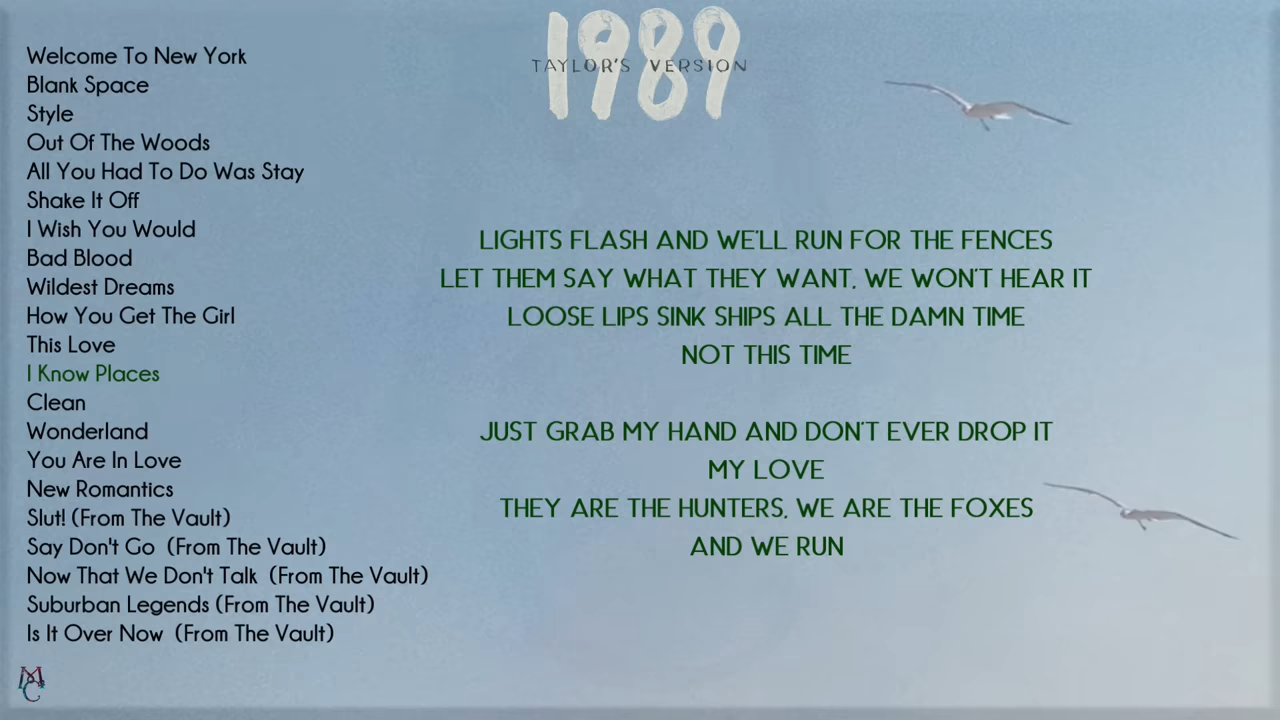 1989
TAYLOR'S VERSION
Welcome To New York
Blank Space
Style
Out Of The Woods
All You Had To Do Was Stay
Shake It Off
I Wish You Would
Bad Blood
Wildest Dreams
How You Get The Girl
This Love
I Know Places
Clean
Wonderland
You Are In Love
New Romantics
Slut! (From The Vault)
Say Don't Go (From The Vault)
Now That We Don't Talk (From The Vault)
Suburban Legends (From The Vault)
Is It Over Now (From The Vault)
LIGHTS FLASH AND WE'LL RUN FOR THE FENCES
LET THEM SAY WHAT THEY WANT, WE WON'T HEAR IT
LOOSE LIPS SINK SHIPS ALL THE DAMN TIME
NOT THIS TIME
JUST GRAB MY HAND AND DON'T EVER DROP IT
MY LOVE
THEY ARE THE HUNTERS, WE ARE THE FOXES
AND WE RUN
MC